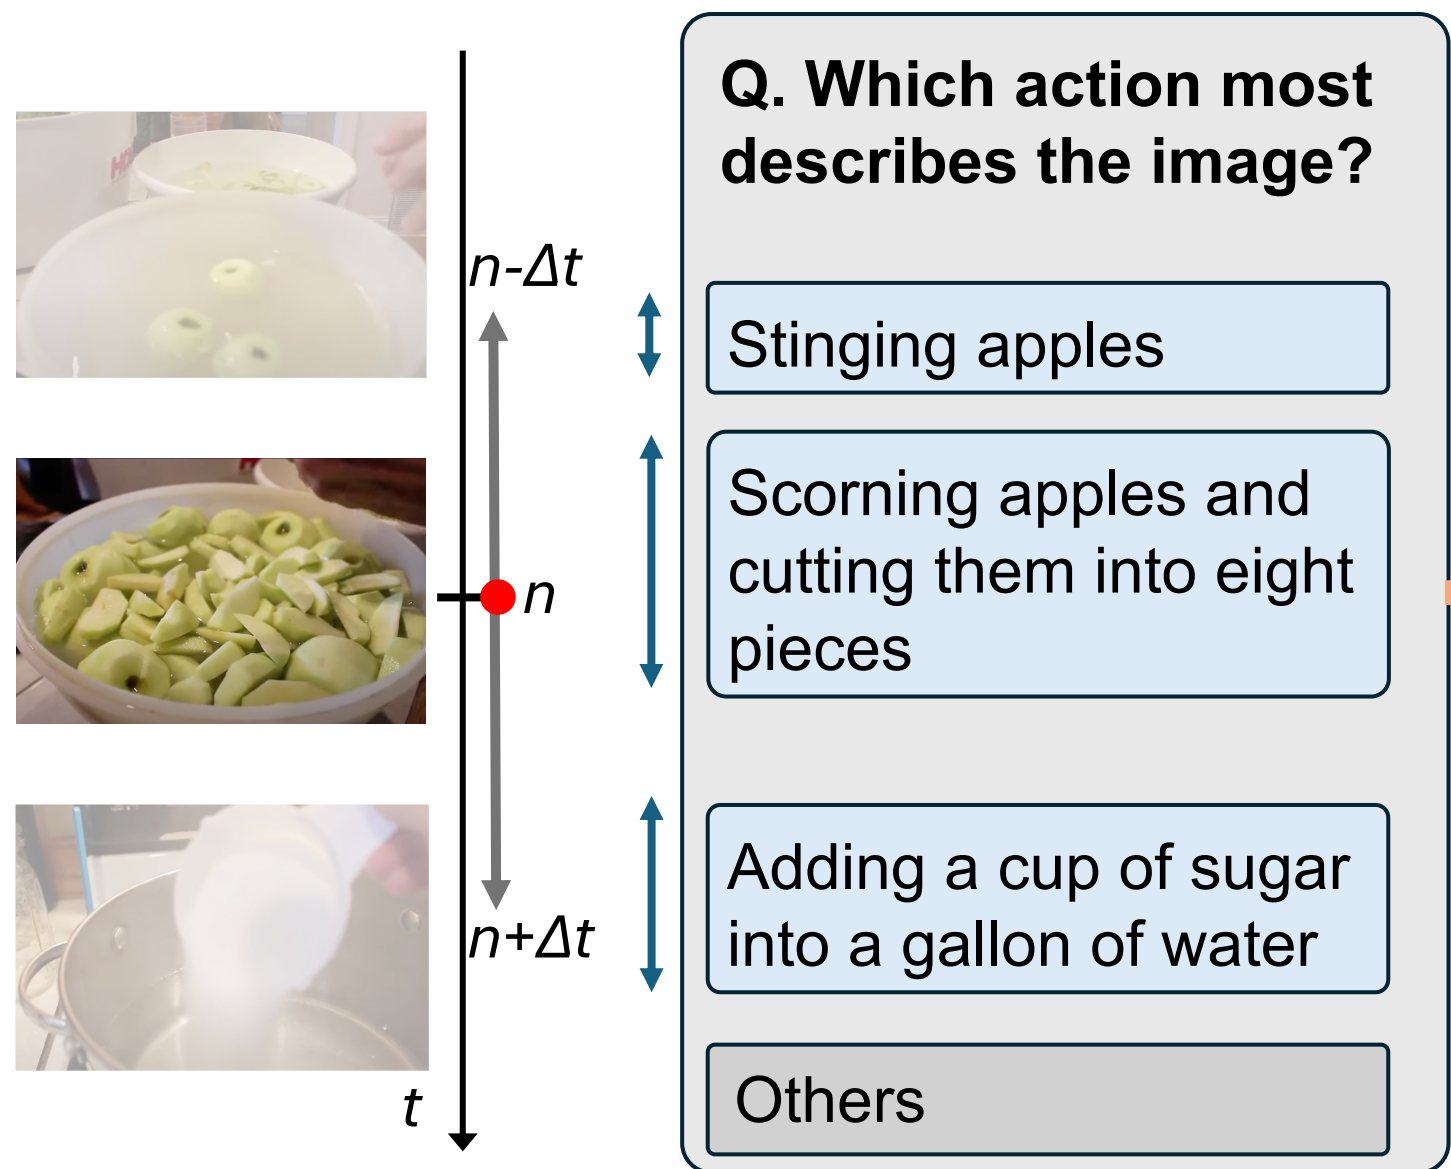 Q. Which action most
describes the image?
n-Δt
Stinging apples
Scorning apples and
cutting them into eight
pieces
n
Adding a cup of sugar
into a gallon of water
n+Δt
Others
t